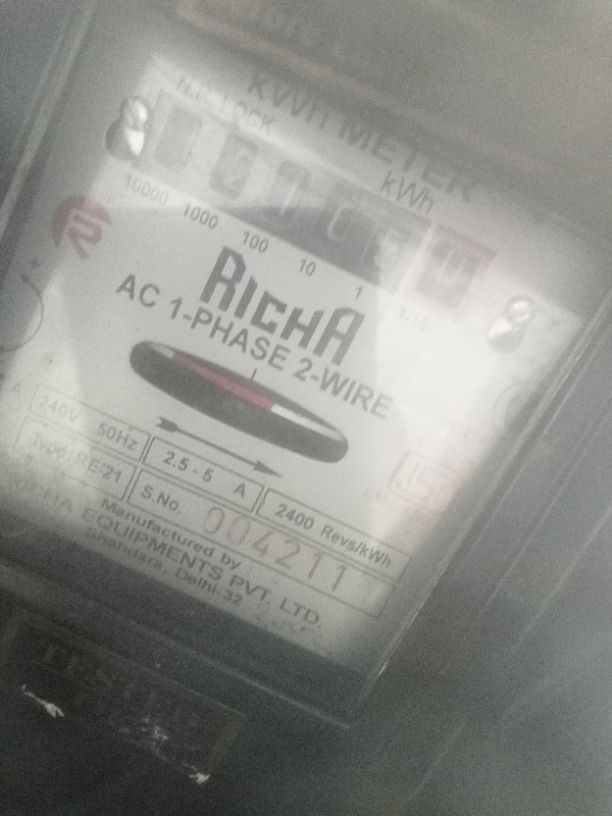 kWh METER
kWh
10000 1000 100 10 1 1/10
RICHA
AC 1-PHASE 2-WIRE
240V 50Hz 2.5 - 5 A 2400 Revs/kWh
Type: RE-21 S.No. 004211
Manufactured by
RICHA EQUIPMENTS PVT. LTD.
Shahdara, Delhi-32
TESTED